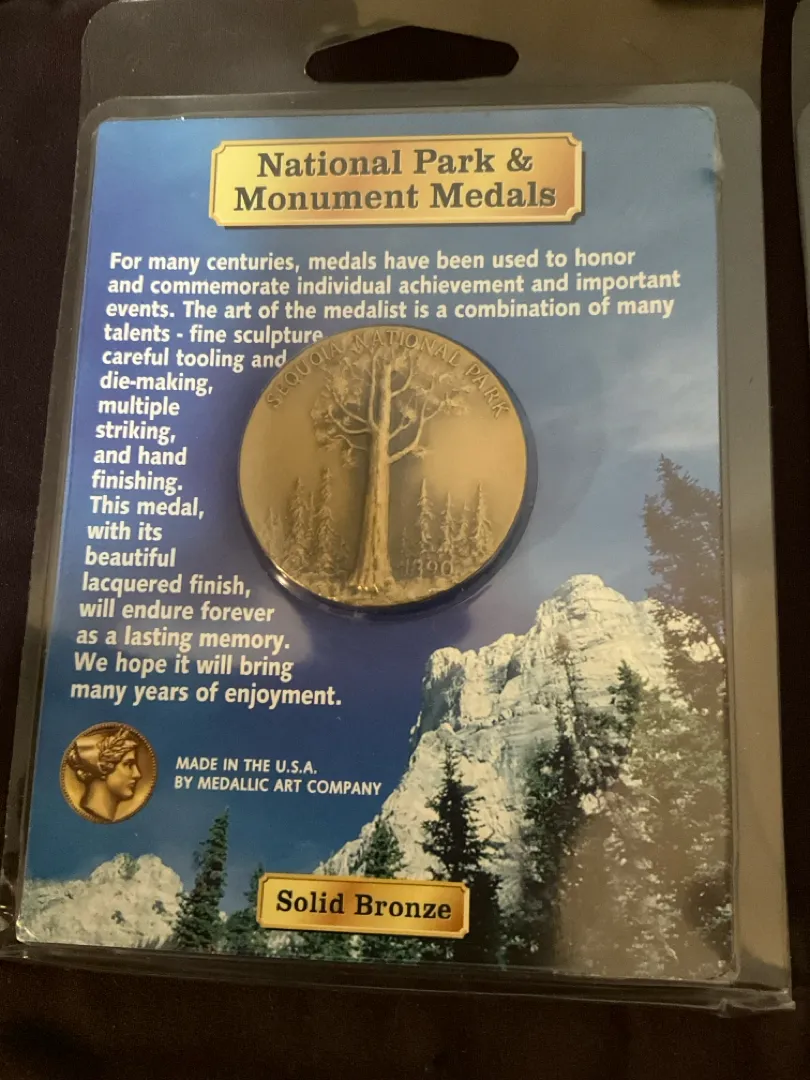 National Park &
Monument Medals
For many centuries, medals have been used to honor
and commemorate individual achievement and important
events. The art of the medalist is a combination of many
talents - fine sculpture
careful tooling and
die-making,
multiple
striking,
and hand
finishing.
This medal,
with its
beautiful
lacquered finish,
will endure forever
as a lasting memory.
We hope it will bring
many years of enjoyment.
SEQUOIA NATIONAL PARK
1890
MADE IN THE U.S.A.
BY MEDALLIC ART COMPANY
Solid Bronze